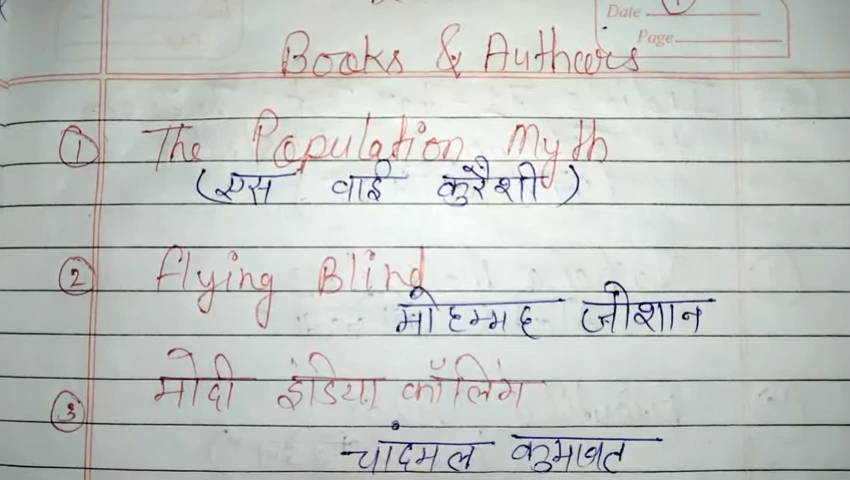 Date
Page
Books & Authors
① The Population Myth
(एस वाई कुरैशी)
② Flying Blind
मोहम्मद जीशान
③ मोदी इंडिया कॉलिंग
चांदमल कुमावत